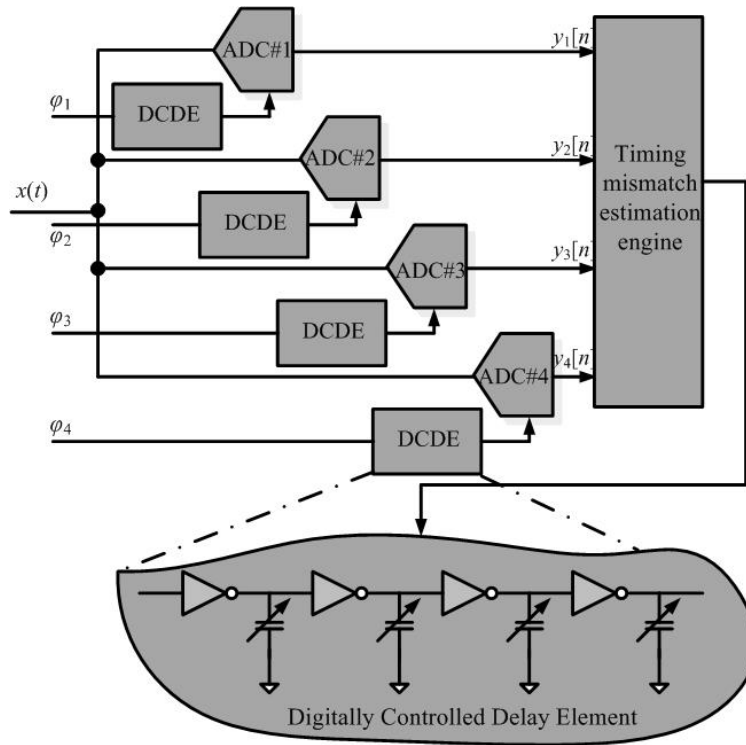 ADC#1
y1[n]
φ1
DCDE
ADC#2
y2[n]
Timing
mismatch
estimation
engine
x(t)
φ2
DCDE
ADC#3
y3[n]
φ3
DCDE
ADC#4
y4[n]
φ4
DCDE
Digitally Controlled Delay Element